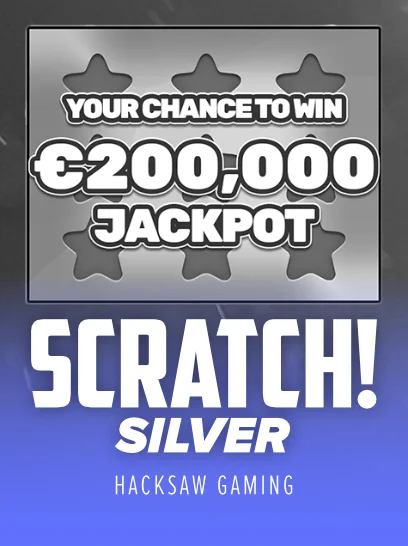 YOUR CHANCE TO WIN
€200,000
JACKPOT
SCRATCH!
SILVER
HACKSAW GAMING